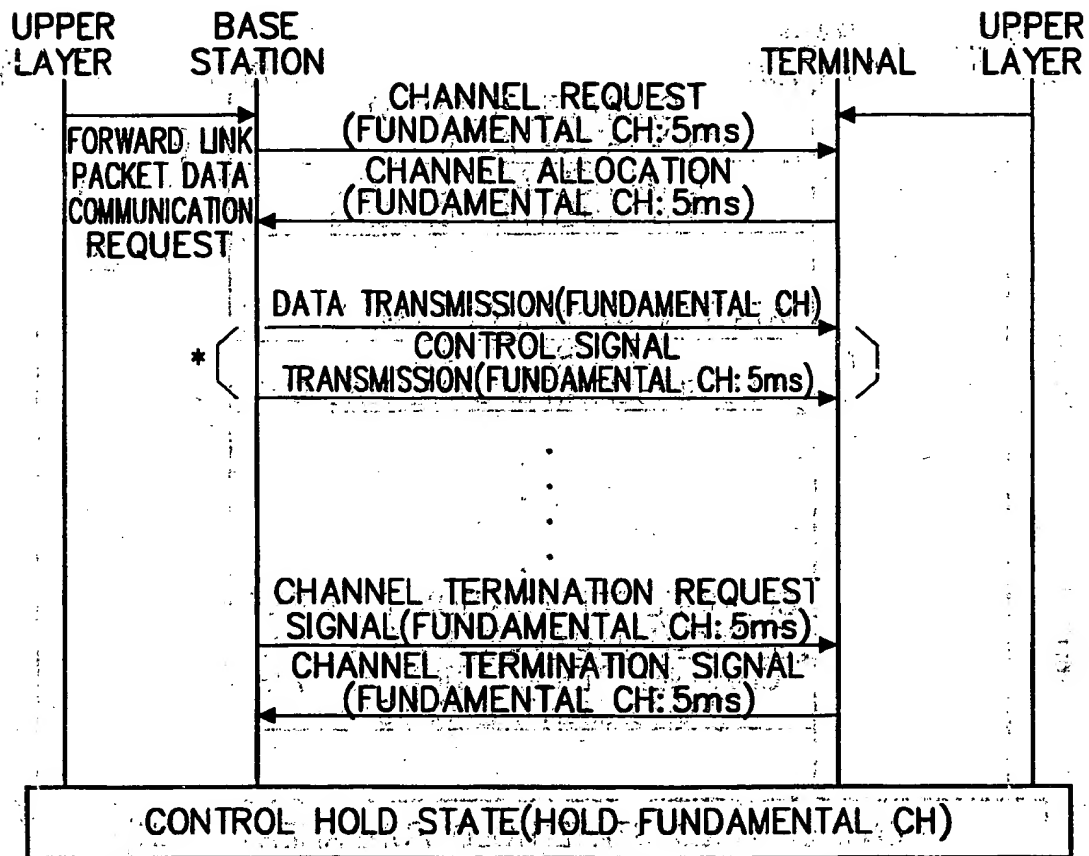 UPPER LAYER
BASE STATION
TERMINAL
UPPER LAYER
CHANNEL REQUEST
(FUNDAMENTAL CH: 5ms)
FORWARD LINK
PACKET DATA
COMMUNICATION
REQUEST
CHANNEL ALLOCATION
(FUNDAMENTAL CH: 5ms)
DATA TRANSMISSION(FUNDAMENTAL CH)
*
CONTROL SIGNAL
TRANSMISSION(FUNDAMENTAL CH: 5ms)
CHANNEL TERMINATION REQUEST
SIGNAL(FUNDAMENTAL CH: 5ms)
CHANNEL TERMINATION SIGNAL
(FUNDAMENTAL CH: 5ms)
CONTROL HOLD STATE(HOLD FUNDAMENTAL CH)